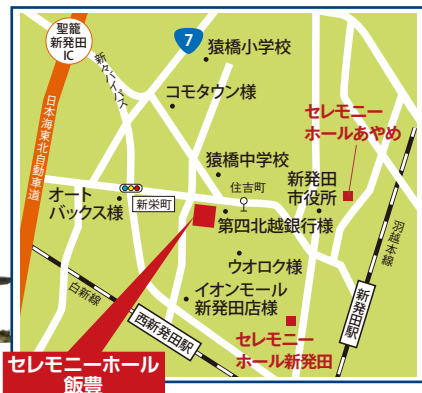 聖籠
新発田
IC
7
猿橋小学校
新々バイパス
コモタウン様
日本海東北自動車道
セレモニー
ホールあやめ
猿橋中学校
住吉町
新発田
市役所
オート
バックス様
新栄町
第四北越銀行様
羽越本線
ウオロク様
白新線
イオンモール
新発田店様
西新発田駅
新発田駅
セレモニー
ホール新発田
セレモニーホール
飯豊